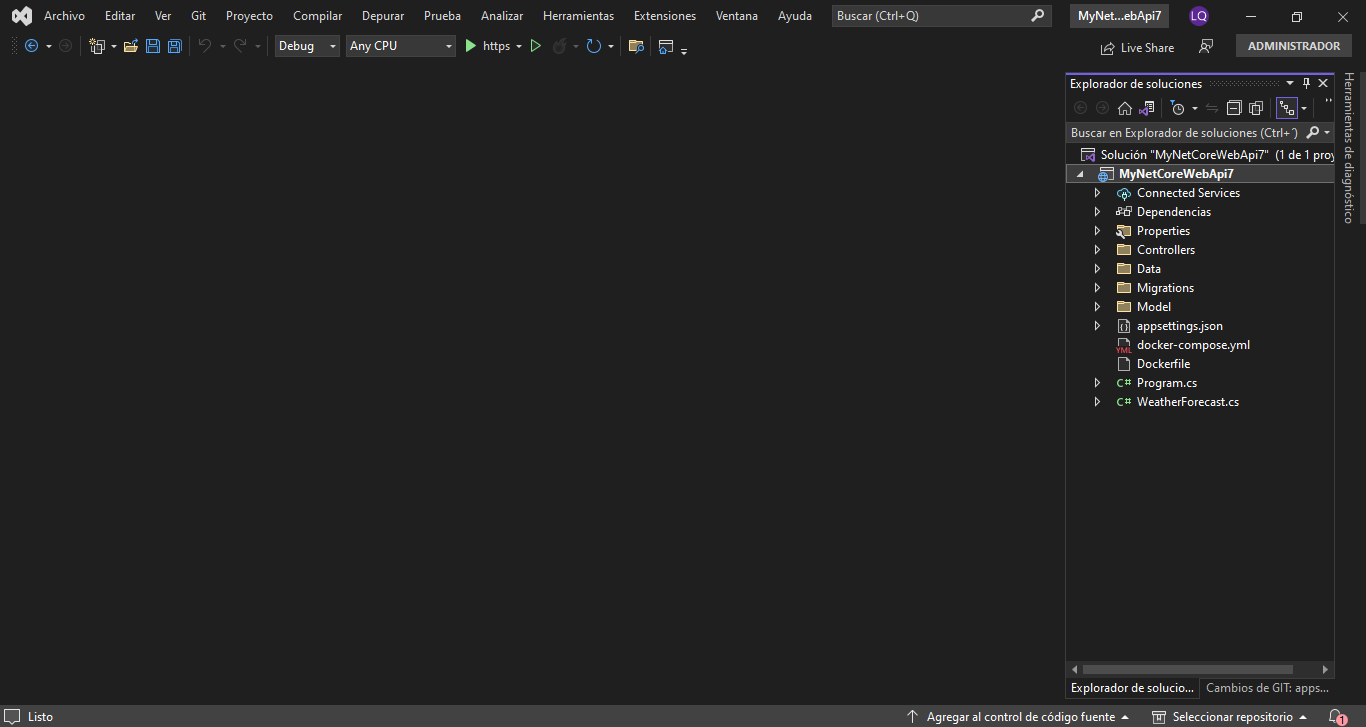 Archivo Editar Ver Git Proyecto Compilar Depurar Prueba Analizar Herramientas Extensiones Ventana Ayuda Buscar (Ctrl+Q) MyNet...ebApi7 LQ
Debug Any CPU https Live Share ADMINISTRADOR
Explorador de soluciones
Herramientas de diagnóstico
Buscar en Explorador de soluciones (Ctrl+´)
Solución "MyNetCoreWebApi7" (1 de 1 proy
MyNetCoreWebApi7
Connected Services
Dependencias
Properties
Controllers
Data
Migrations
Model
appsettings.json
YML docker-compose.yml
Dockerfile
C# Program.cs
C# WeatherForecast.cs
Explorador de solucio... Cambios de GIT: apps...
Listo Agregar al control de código fuente Seleccionar repositorio 1